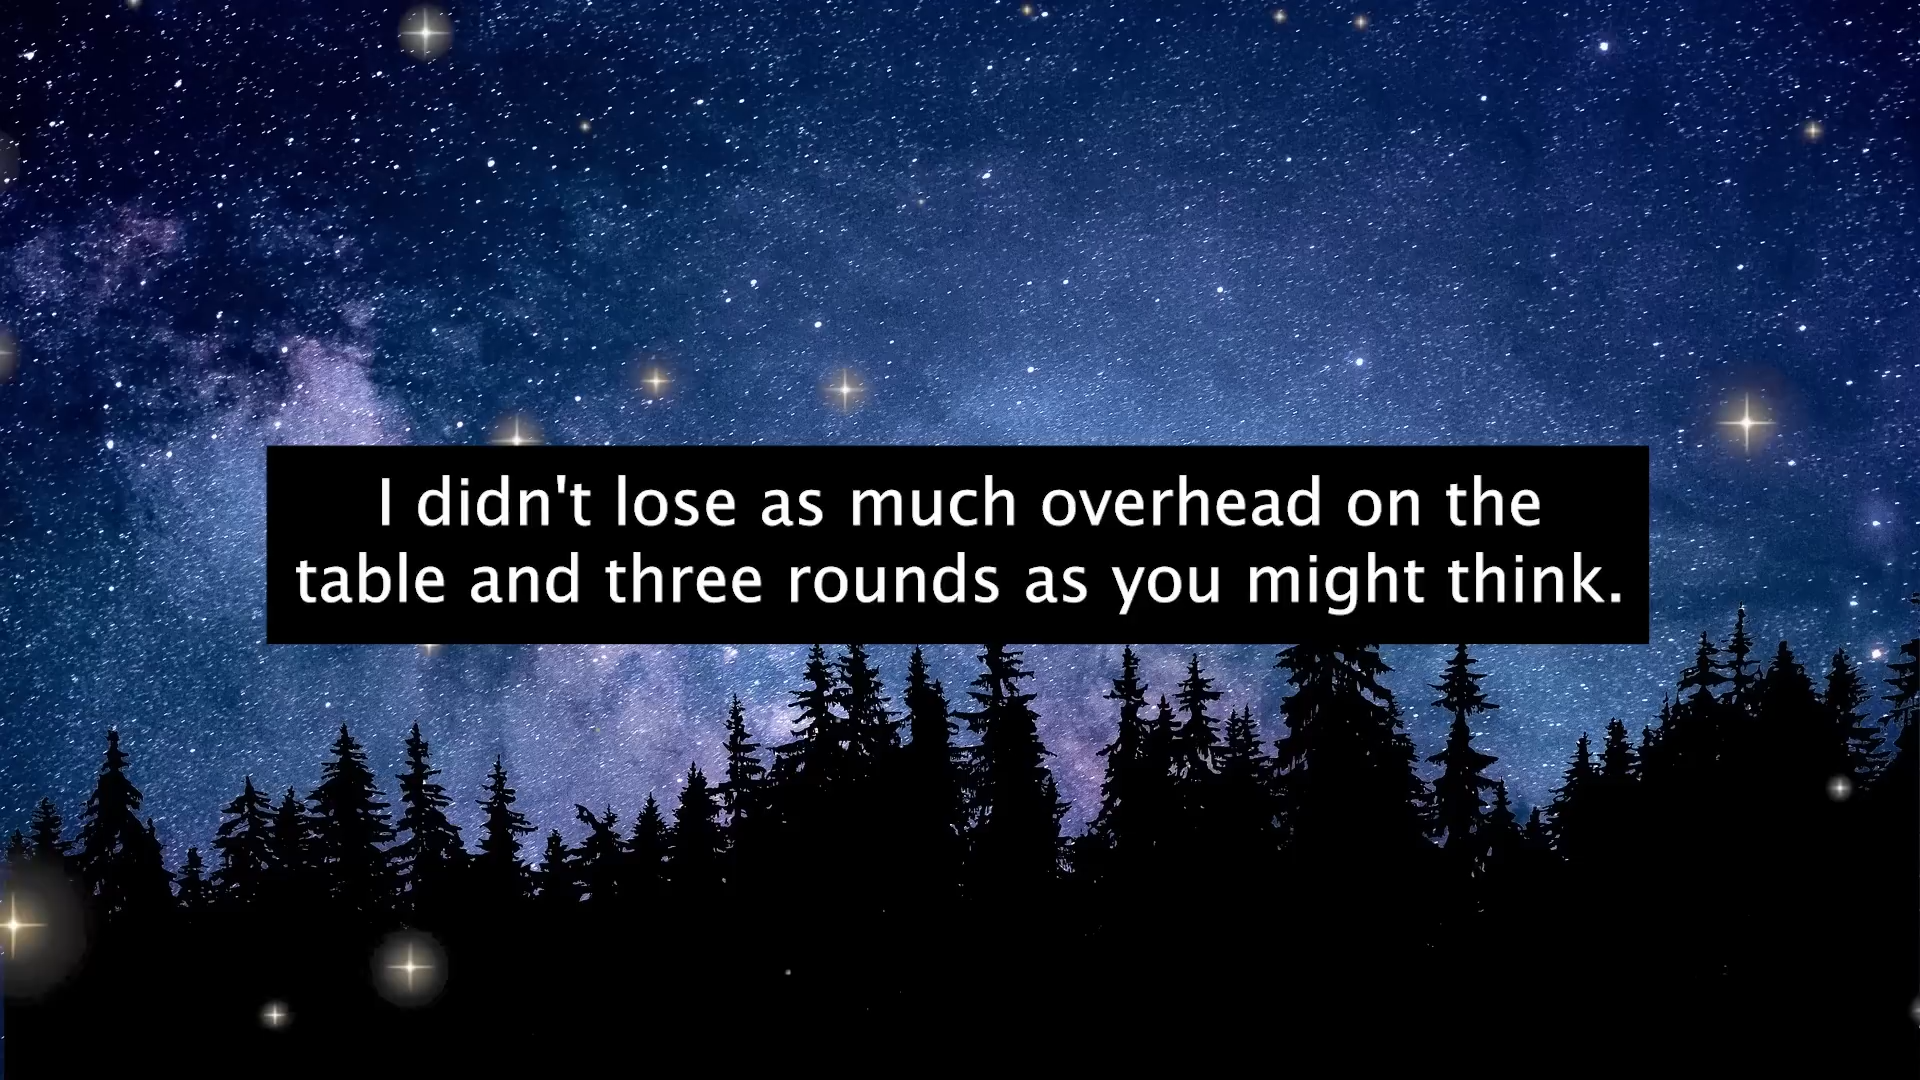 I didn't lose as much overhead on the
table and three rounds as you might think.